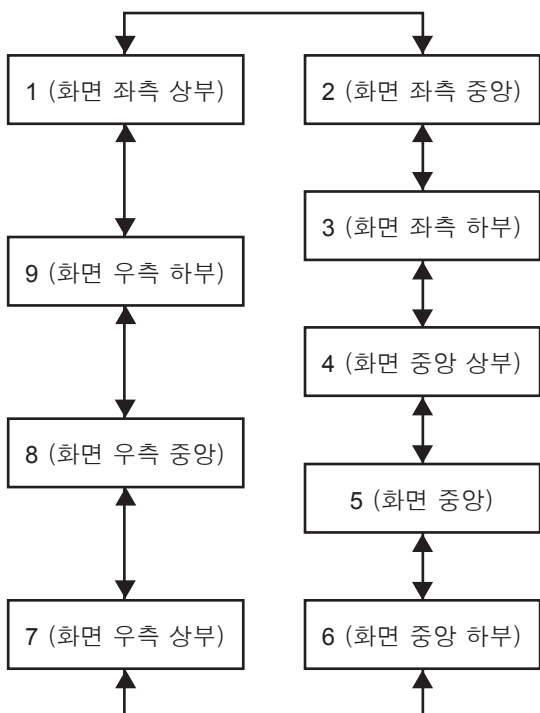 1 (화면 좌측 상부)
2 (화면 좌측 중앙)
3 (화면 좌측 하부)
9 (화면 우측 하부)
4 (화면 중앙 상부)
8 (화면 우측 중앙)
5 (화면 중앙)
7 (화면 우측 상부)
6 (화면 중앙 하부)